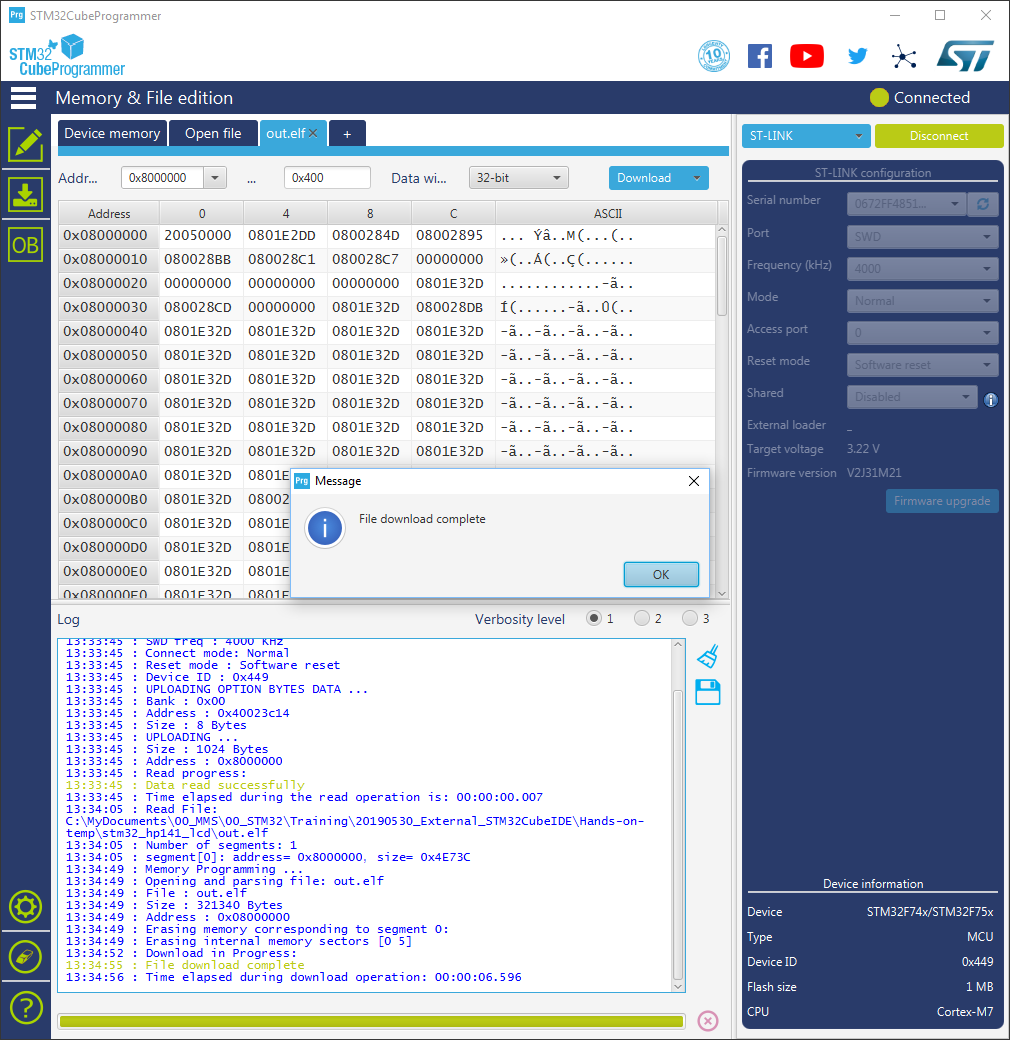 Prg STM32CubeProgrammer
STM32
CubeProgrammer
10
YEARS
ST
Memory & File edition
Connected
Device memory Open file out.elf × +
ST-LINK Disconnect
Addr... 0x8000000 ... 0x400 Data wi... 32-bit Download
Address 0 4 8 C ASCII
0x08000000 20050000 0801E2DD 0800284D 08002895 ... Ýâ..M(...(..
0x08000010 080028BB 080028C1 080028C7 00000000 »(..Á(..Ç(......
0x08000020 00000000 00000000 00000000 0801E32D ............-ã..
0x08000030 080028CD 00000000 0801E32D 080028DB Í(......-ã..Û(..
0x08000040 0801E32D 0801E32D 0801E32D 0801E32D -ã..-ã..-ã..-ã..
0x08000050 0801E32D 0801E32D 0801E32D 0801E32D -ã..-ã..-ã..-ã..
0x08000060 0801E32D 0801E32D 0801E32D 0801E32D -ã..-ã..-ã..-ã..
0x08000070 0801E32D 0801E32D 0801E32D 0801E32D -ã..-ã..-ã..-ã..
0x08000080 0801E32D 0801E32D 0801E32D 0801E32D -ã..-ã..-ã..-ã..
0x08000090 0801E32D 0801E32D 0801E32D 0801E32D -ã..-ã..-ã..-ã..
0x080000A0 0801E32D 0801E
0x080000B0 0801E32D 08002
0x080000C0 0801E32D 0801E
0x080000D0 0801E32D 0801E
0x080000E0 0801E32D 0801E
0x080000F0 0801E32D 0801E
Prg Message
File download complete
OK
OB
Log
Verbosity level 1 2 3
13:33:45 : SWD freq : 4000 KHz
13:33:45 : Connect mode: Normal
13:33:45 : Reset mode : Software reset
13:33:45 : Device ID : 0x449
13:33:45 : UPLOADING OPTION BYTES DATA ...
13:33:45 : Bank : 0x00
13:33:45 : Address : 0x40023c14
13:33:45 : Size : 8 Bytes
13:33:45 : UPLOADING ...
13:33:45 : Size : 1024 Bytes
13:33:45 : Address : 0x8000000
13:33:45 : Read progress:
13:33:45 : Data read successfully
13:33:45 : Time elapsed during the read operation is: 00:00:00.007
13:34:05 : Read File:
C:\MyDocuments\00_MMS\00_STM32\Training\20190530_External_STM32CubeIDE\Hands-on-
temp\stm32_hp141_lcd\out.elf
13:34:05 : Number of segments: 1
13:34:05 : segment[0]: address= 0x8000000, size= 0x4E73C
13:34:49 : Memory Programming ...
13:34:49 : Opening and parsing file: out.elf
13:34:49 : File : out.elf
13:34:49 : Size : 321340 Bytes
13:34:49 : Address : 0x08000000
13:34:49 : Erasing memory corresponding to segment 0:
13:34:49 : Erasing internal memory sectors [0 5]
13:34:52 : Download in Progress:
13:34:55 : File download complete
13:34:56 : Time elapsed during download operation: 00:00:06.596
ST-LINK configuration
Serial number 0672FF4851...
Port SWD
Frequency (kHz) 4000
Mode Normal
Access port 0
Reset mode Software reset
Shared Disabled
External loader _
Target voltage 3.22 V
Firmware version V2J31M21
Firmware upgrade
Device information
Device STM32F74x/STM32F75x
Type MCU
Device ID 0x449
Flash size 1 MB
CPU Cortex-M7